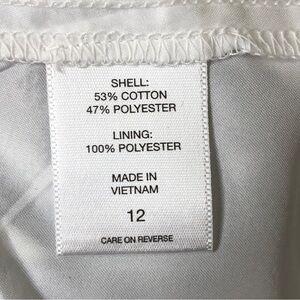 SHELL:
53% COTTON
47% POLYESTER
LINING:
100% POLYESTER
MADE IN
VIETNAM
12
CARE ON REVERSE